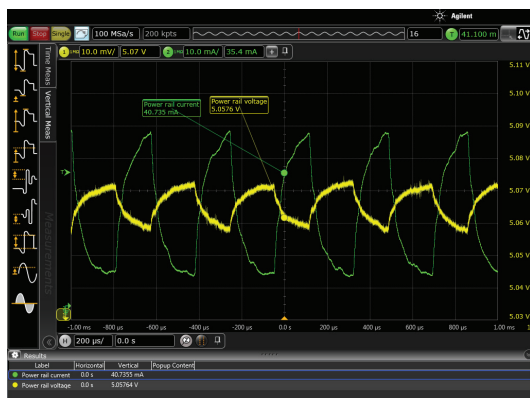 Agilent
Run Stop Single 100 MSa/s 200 kpts 16 T 41.100 m
1 10.0 mV/ 5.07 V 2 10.0 mA/ 35.4 mA +
Time Meas
Vertical Meas
Measurements
5.11 V
5.10 V
5.09 V
5.08 V
5.07 V
5.06 V
5.05 V
5.04 V
5.03 V
Power rail current
40.735 mA
Power rail voltage
5.0576 V
T
-1.00 ms -800 µs -600 µs -400 µs -200 µs 0.0 s 200 µs 400 µs 600 µs 800 µs 1.00 ms
H 200 µs/ 0.0 s
Results
Label Horizontal Vertical Popup Content
Power rail current 0.0 s 40.7355 mA
Power rail voltage 0.0 s 5.05764 V